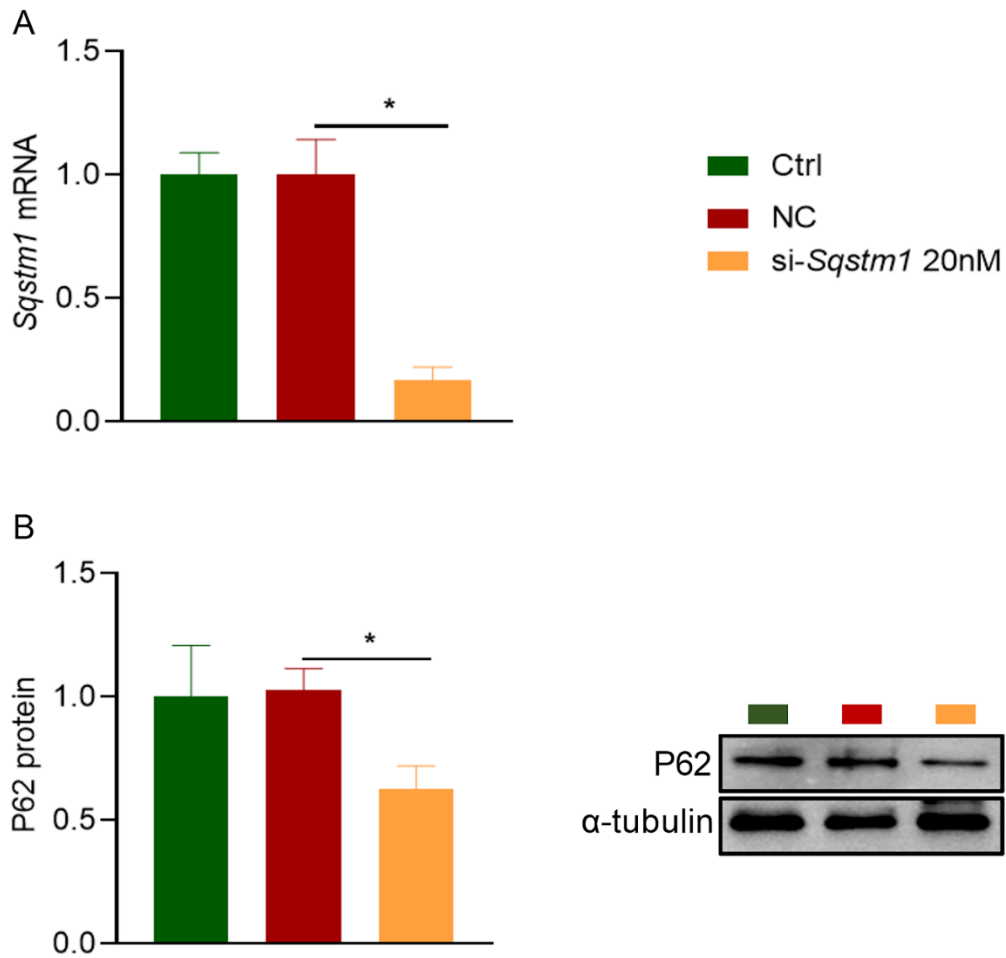 A
1.5
1.0
0.5
0.0
Sqstm1 mRNA
*
Ctrl
NC
si-Sqstm1 20nM
B
1.5
1.0
0.5
0.0
P62 protein
*
P62
α-tubulin